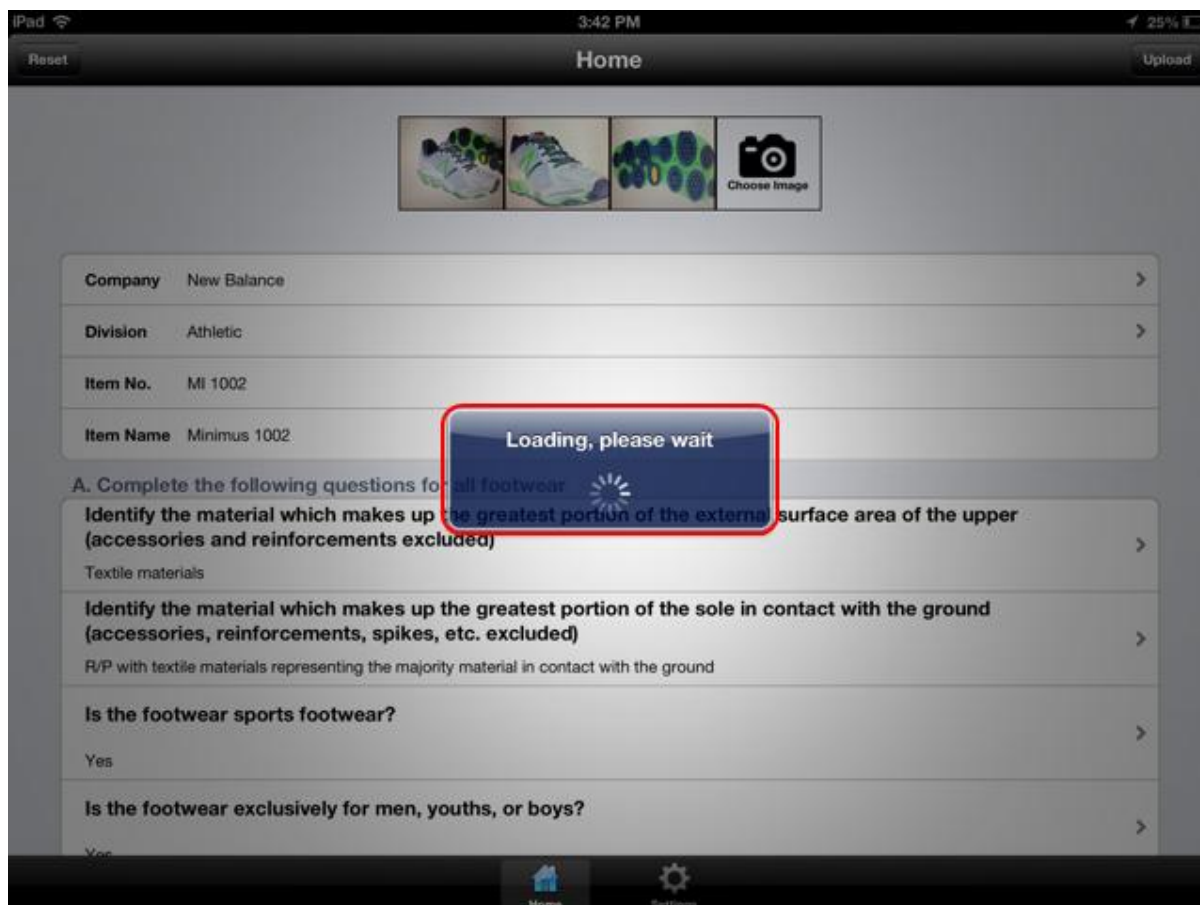 iPad 3:42 PM 25%
Reset Home Upload
Choose Image
Company New Balance
Division Athletic
Item No. MI 1002
Item Name Minimus 1002
Loading, please wait
A. Complete the following questions for all footwear
Identify the material which makes up the greatest portion of the external surface area of the upper
(accessories and reinforcements excluded)
Textile materials
Identify the material which makes up the greatest portion of the sole in contact with the ground
(accessories, reinforcements, spikes, etc. excluded)
R/P with textile materials representing the majority material in contact with the ground
Is the footwear sports footwear?
Yes
Is the footwear exclusively for men, youths, or boys?
Yes
Home Settings